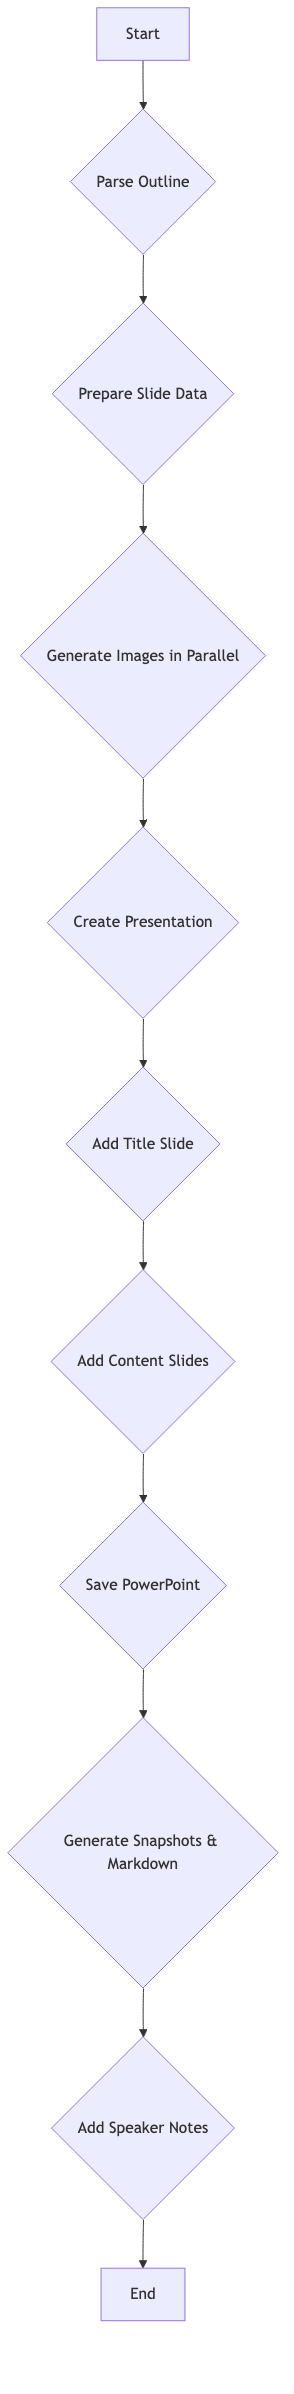 Start
Parse Outline
Prepare Slide Data
Generate Images in Parallel
Create Presentation
Add Title Slide
Add Content Slides
Save PowerPoint
Generate Snapshots &
Markdown
Add Speaker Notes
End